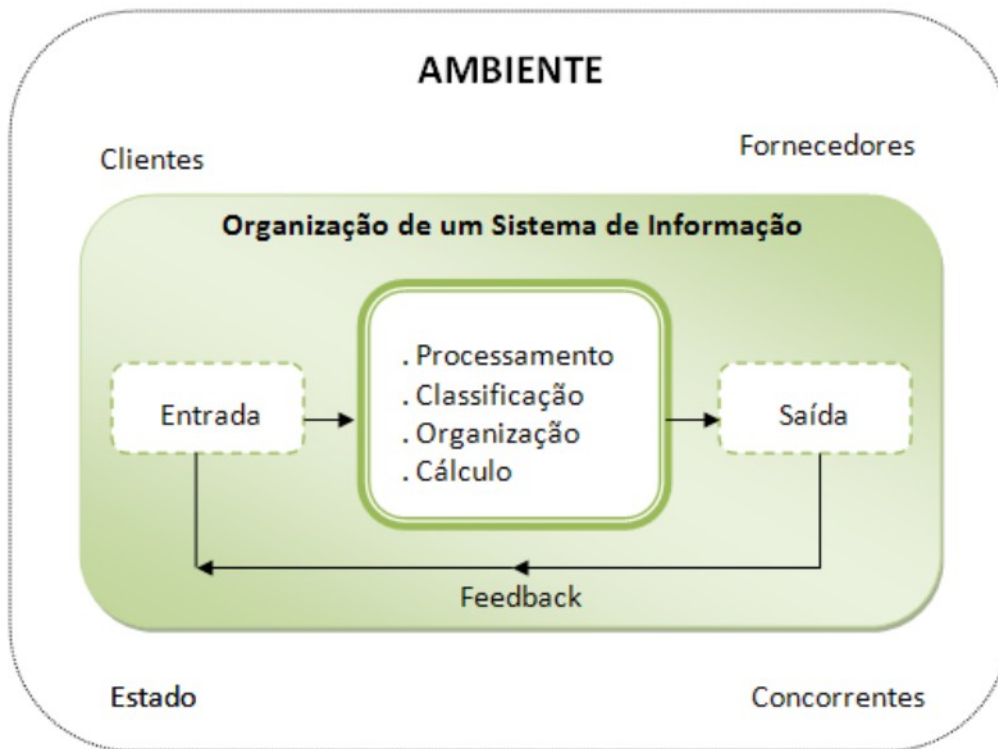 AMBIENTE
Clientes
Fornecedores
Organização de um Sistema de Informação
Entrada
. Processamento
. Classificação
. Organização
. Cálculo
Saída
Feedback
Estado
Concorrentes